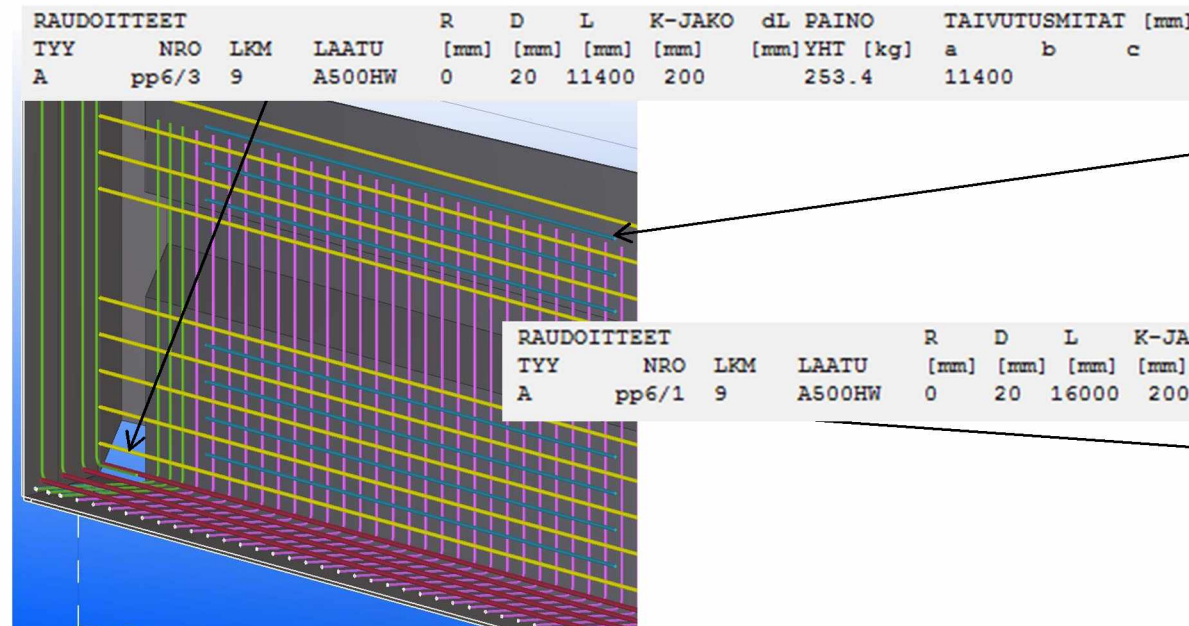 RAUDOITTEET R D L K-JAKO dL PAINO TAIVUTUSMITAT [mm]
TYY NRO LKM LAATU [mm] [mm] [mm] [mm] [mm] YHT [kg] a b c
A pp6/3 9 A500HW 0 20 11400 200 253.4 11400
RAUDOITTEET R D L K-JA
TYY NRO LKM LAATU [mm] [mm] [mm] [mm]
A pp6/1 9 A500HW 0 20 16000 200